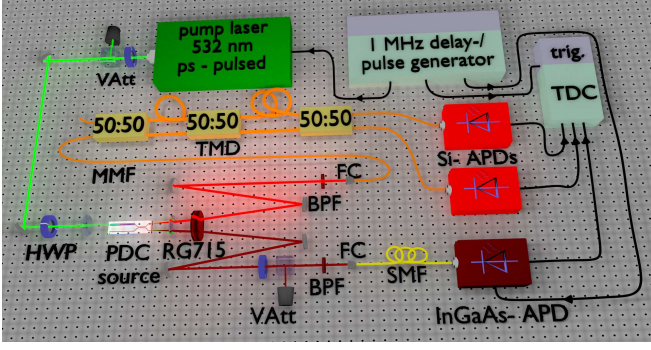 pump laser
532 nm
ps - pulsed
1 MHz delay-/
pulse generator
trig.
TDC
VAtt
50:50
50:50
50:50
TMD
MMF
Si- APDs
FC
BPF
HWP
PDC
source
RG715
FC
SMF
BPF
VAtt
InGaAs- APD